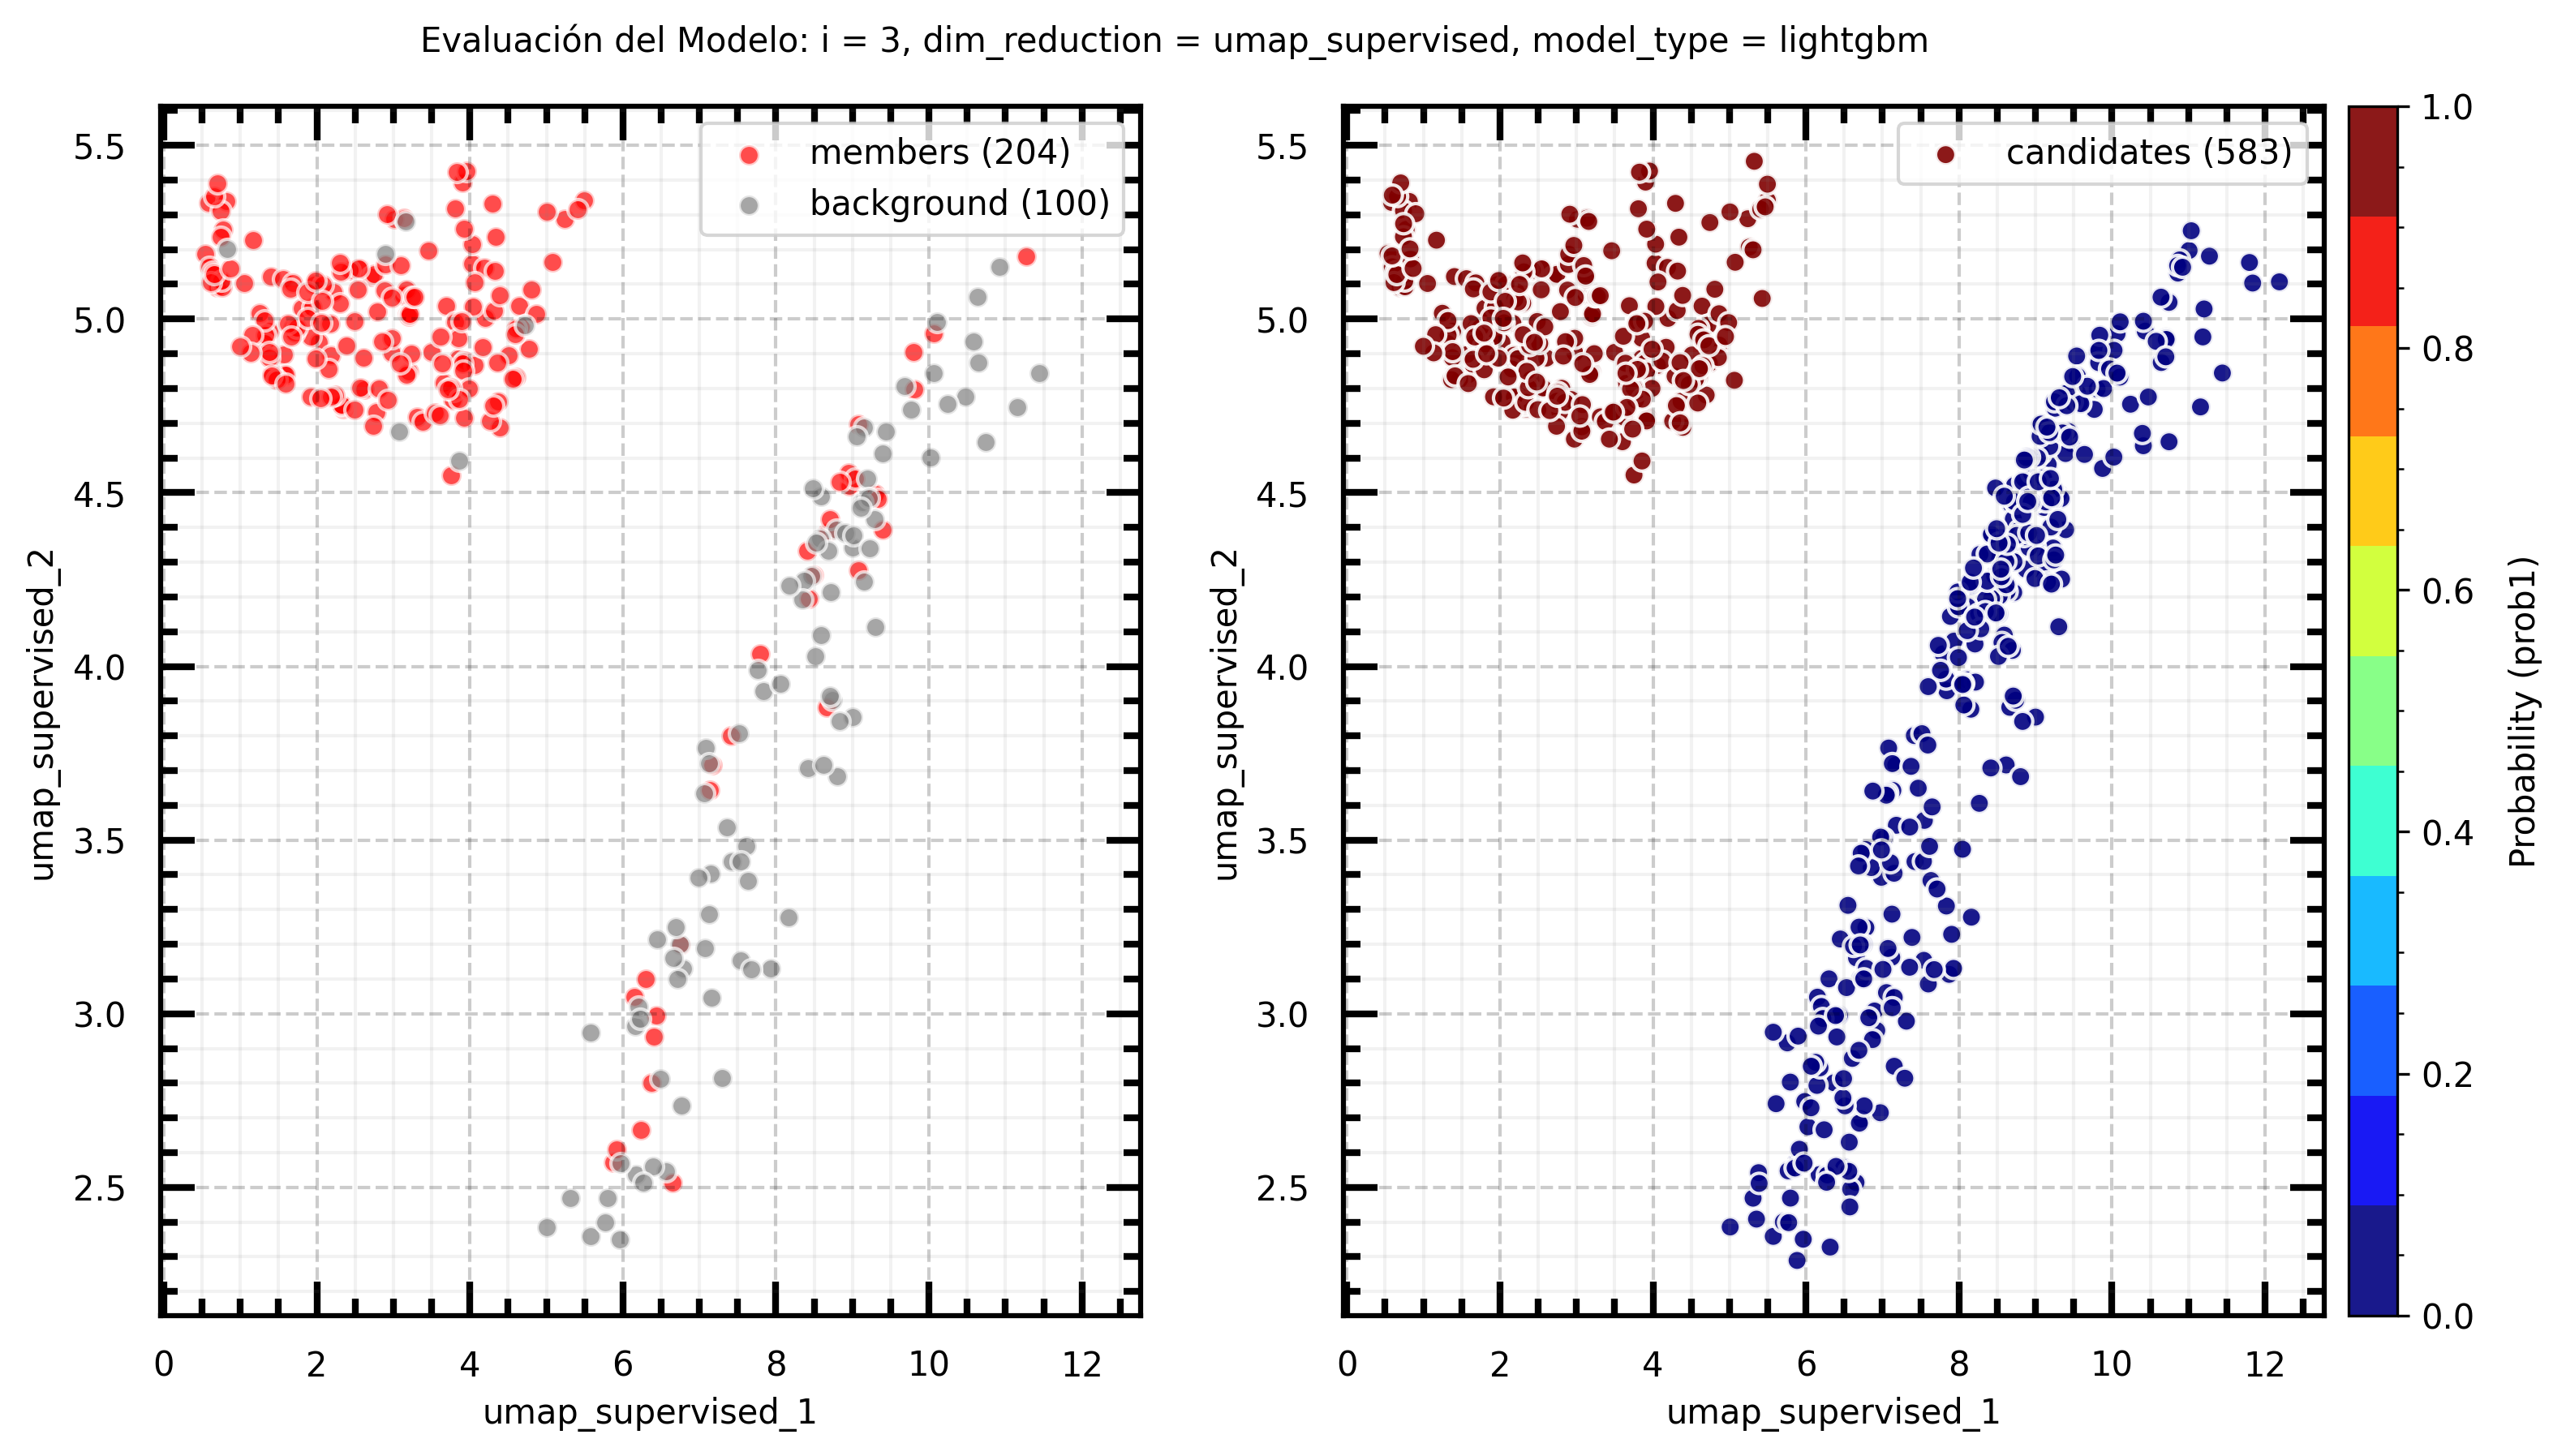 Evaluación del Modelo: i = 3, dim_reduction = umap_supervised, model_type = lightgbm
members (204)
background (100)
5.5
5.0
4.5
4.0
3.5
3.0
2.5
umap_supervised_2
0 2 4 6 8 10 12
umap_supervised_1
candidates (583)
5.5
5.0
4.5
4.0
3.5
3.0
2.5
umap_supervised_2
0 2 4 6 8 10 12
umap_supervised_1
1.0
0.8
0.6
0.4
0.2
0.0
Probability (prob1)